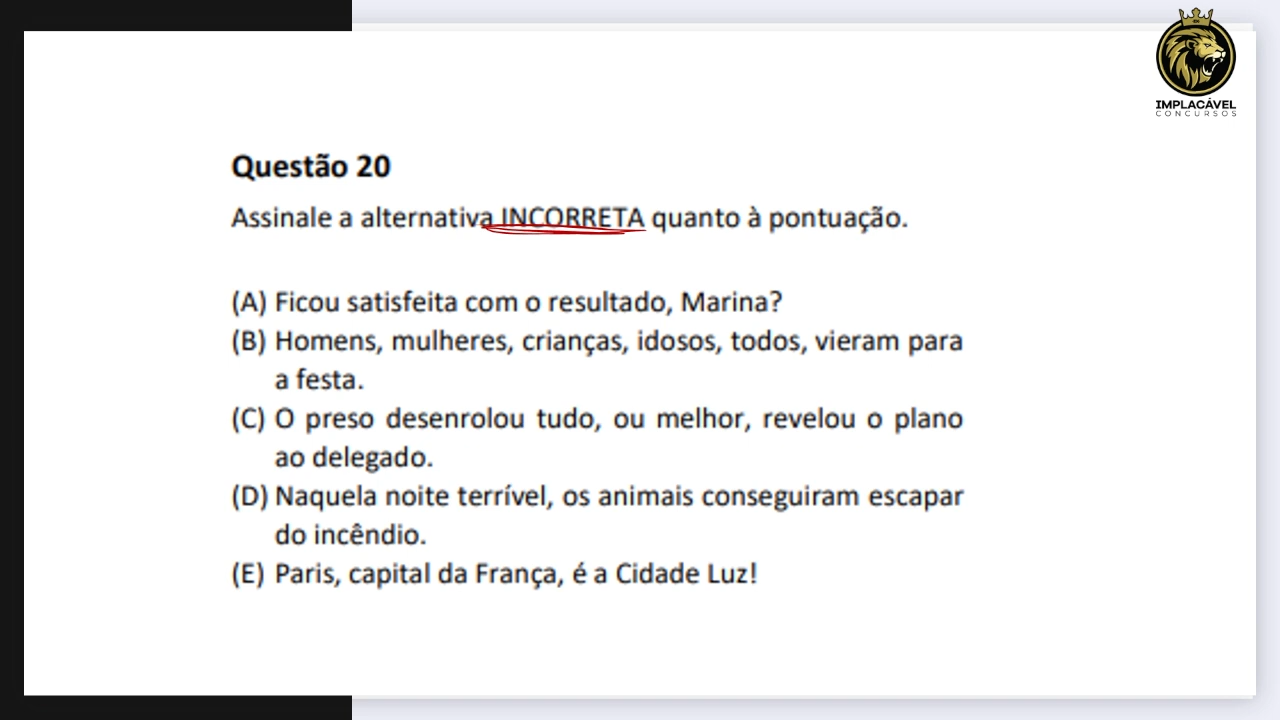 IMPLACÁVEL
CONCURSOS
Questão 20
Assinale a alternativa INCORRETA quanto à pontuação.
(A) Ficou satisfeita com o resultado, Marina?
(B) Homens, mulheres, crianças, idosos, todos, vieram para
a festa.
(C) O preso desenrolou tudo, ou melhor, revelou o plano
ao delegado.
(D) Naquela noite terrível, os animais conseguiram escapar
do incêndio.
(E) Paris, capital da França, é a Cidade Luz!